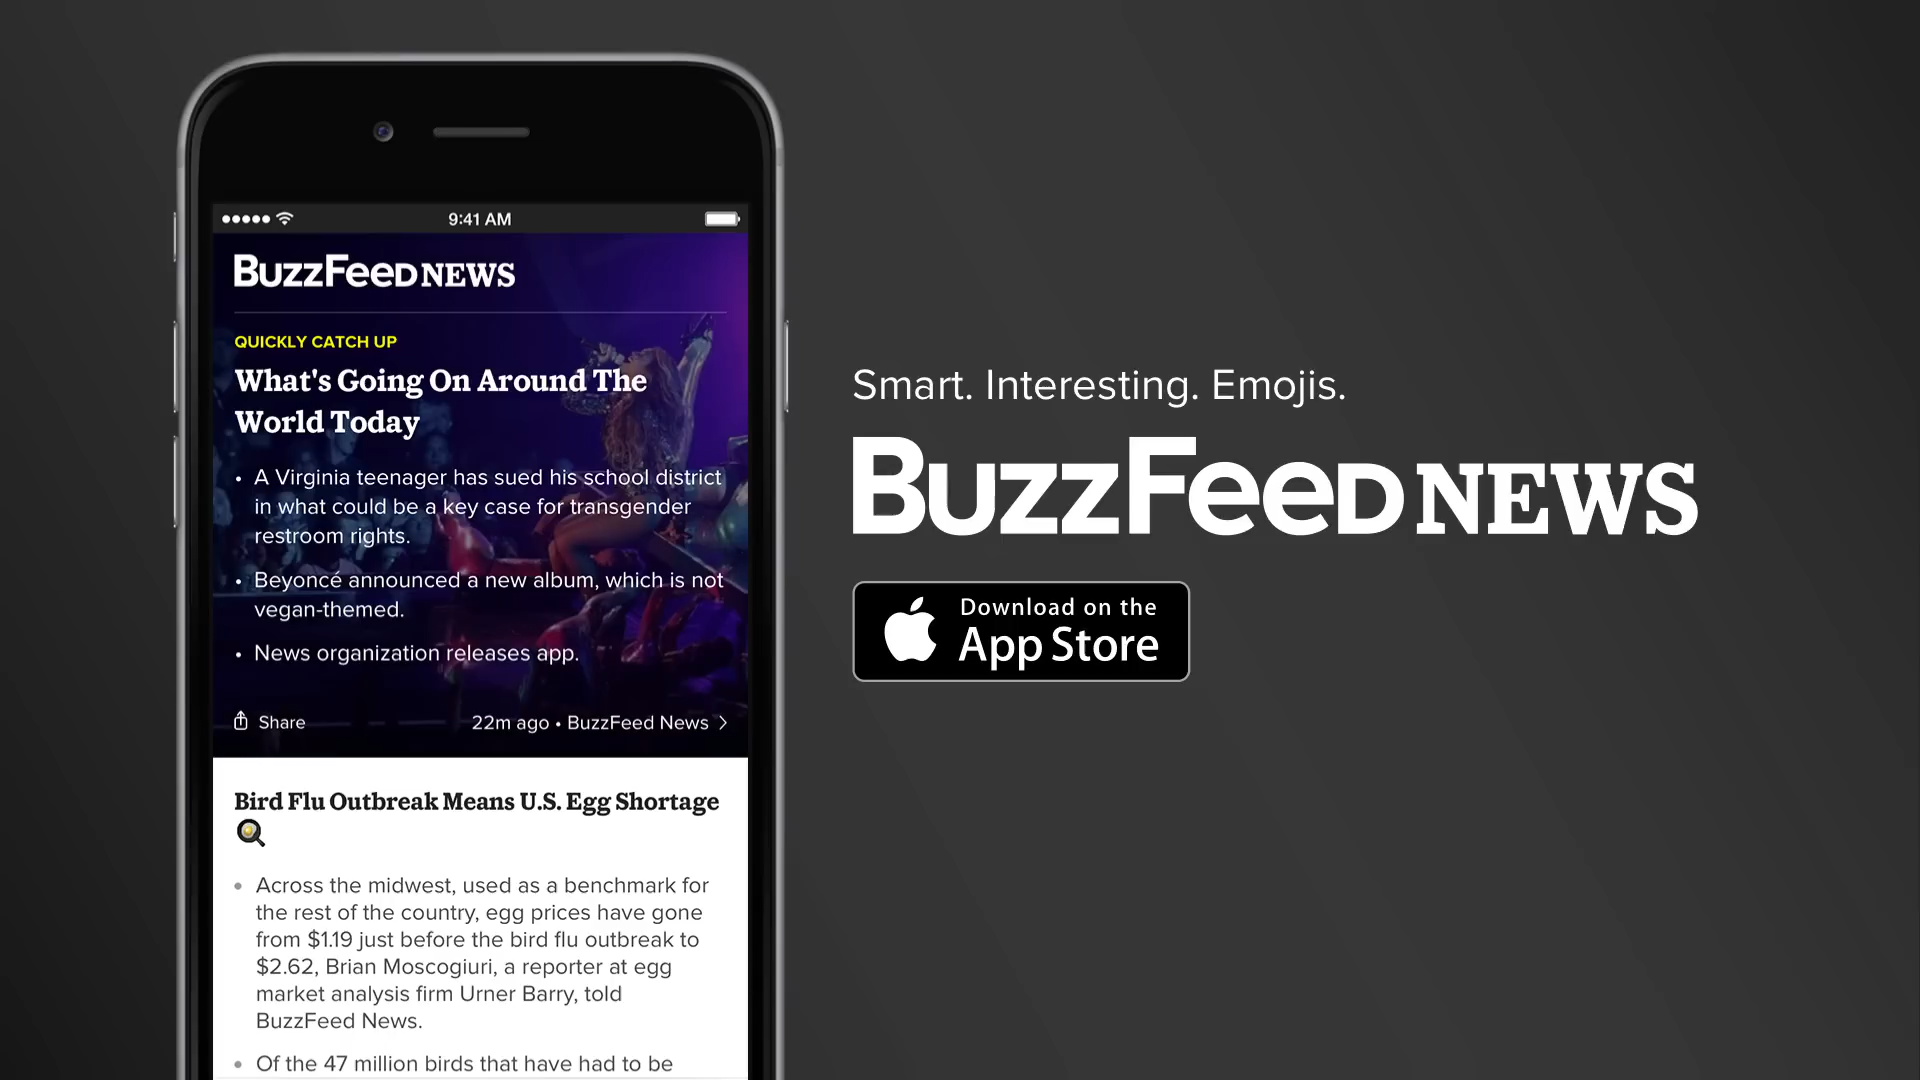 9:41 AM
BuzzFeed NEWS
QUICKLY CATCH UP
What's Going On Around The
World Today
• A Virginia teenager has sued his school district
in what could be a key case for transgender
restroom rights.
• Beyoncé announced a new album, which is not
vegan-themed.
• News organization releases app.
Share
22m ago • BuzzFeed News
Bird Flu Outbreak Means U.S. Egg Shortage
🍳
• Across the midwest, used as a benchmark for
the rest of the country, egg prices have gone
from $1.19 just before the bird flu outbreak to
$2.62, Brian Moscogiuri, a reporter at egg
market analysis firm Urner Barry, told
BuzzFeed News.
• Of the 47 million birds that have had to be
Smart. Interesting. Emojis.
BuzzFeed NEWS
Download on the
App Store